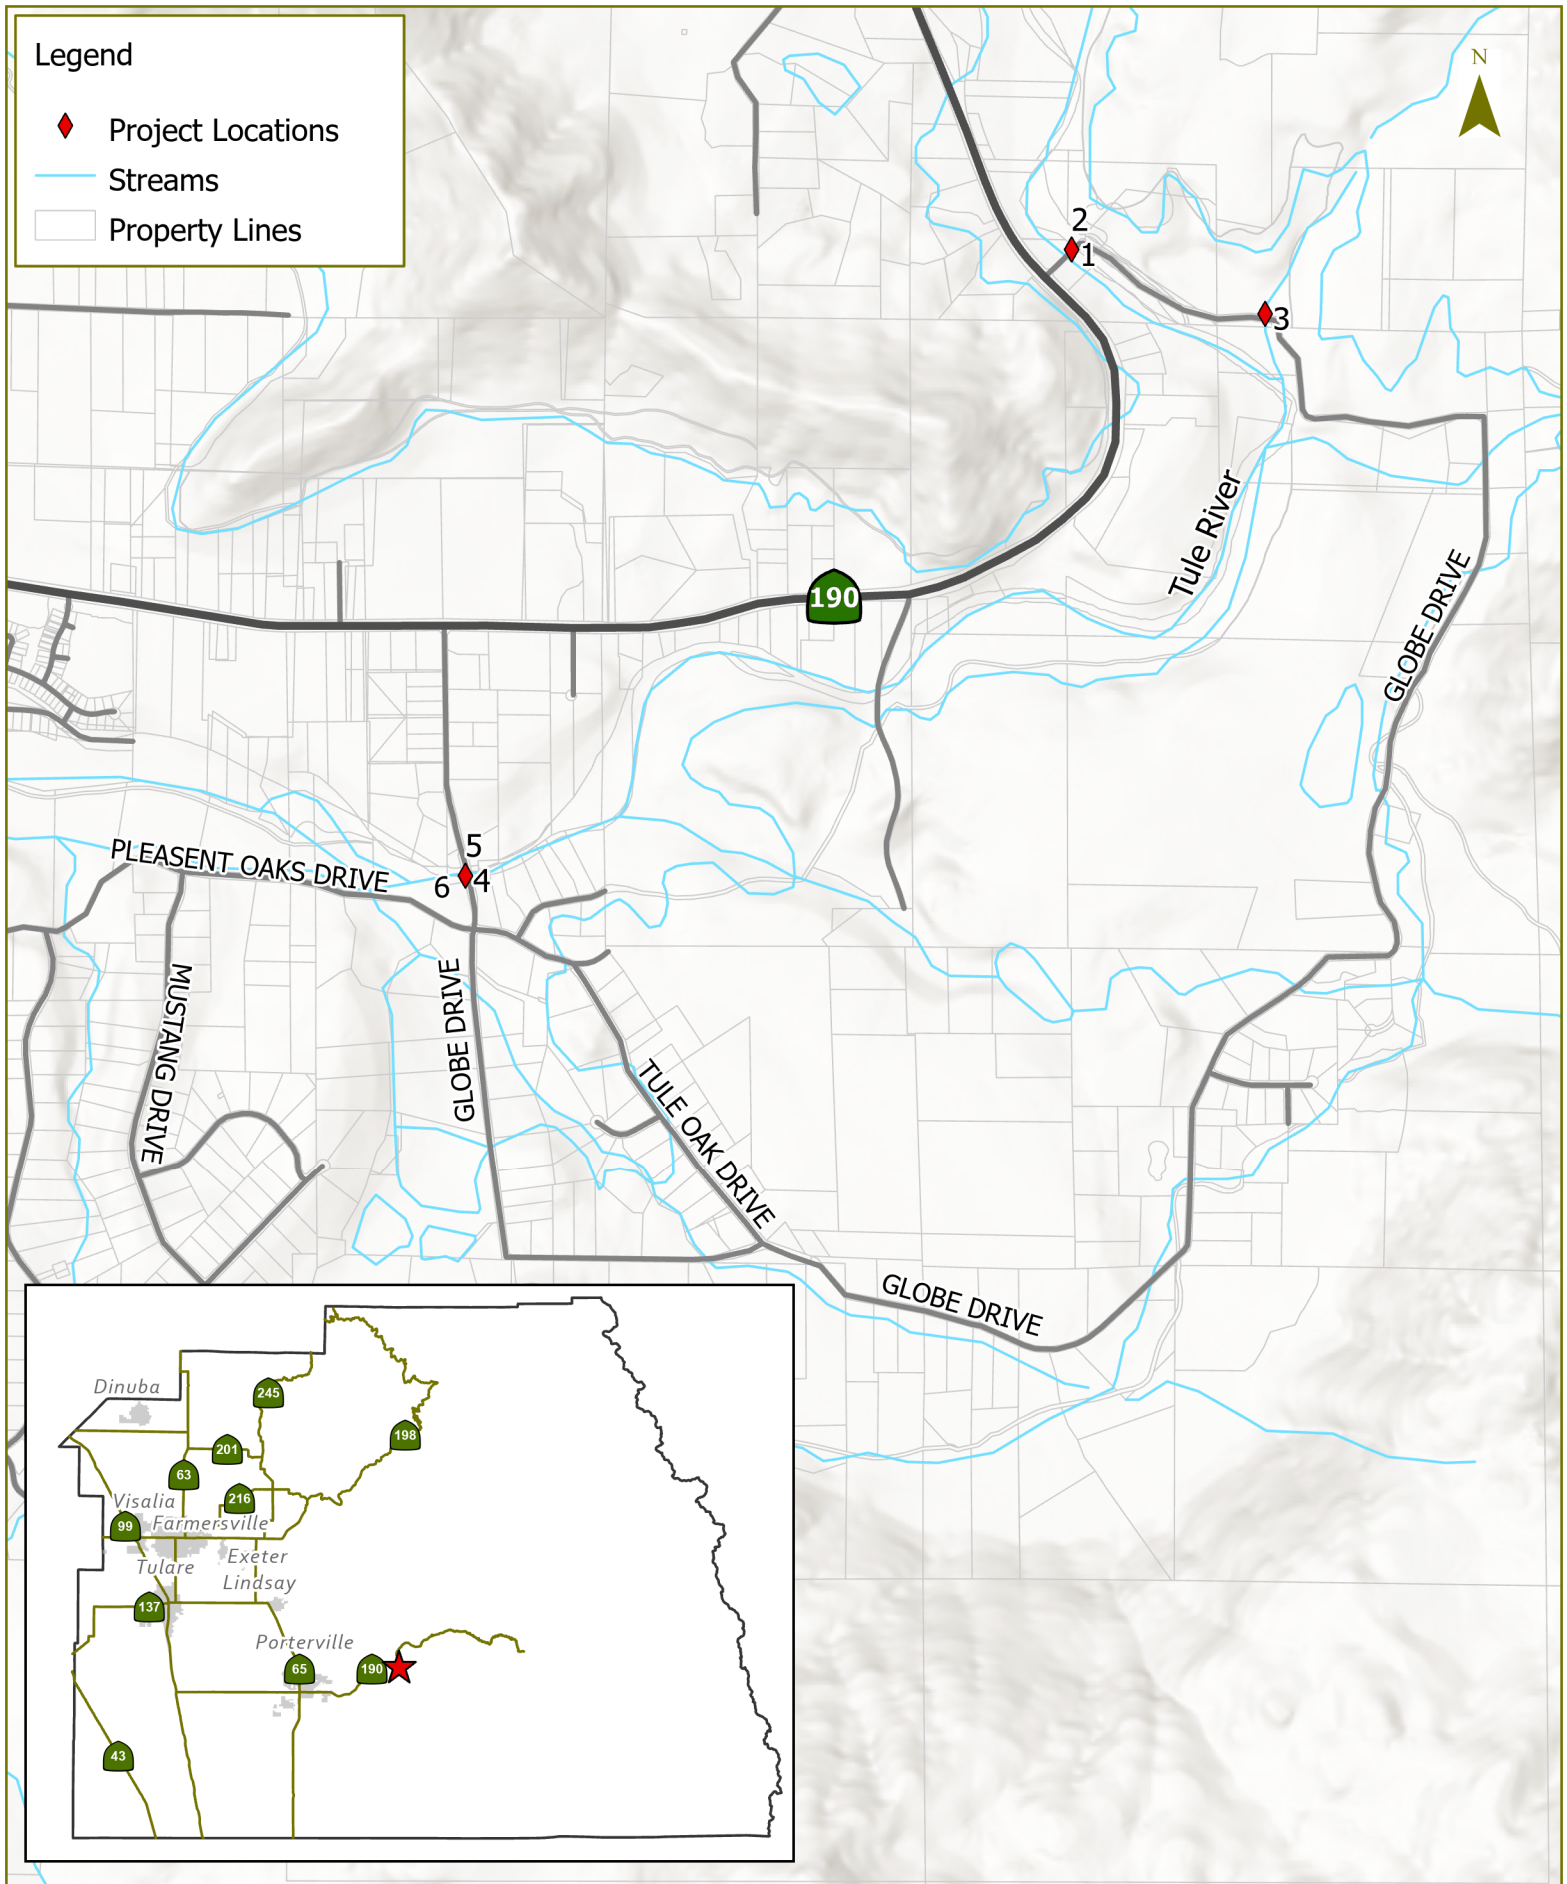 Legend
Project Locations
Streams
Property Lines
N
2
1
3
Tule River
GLOBE DRIVE
190
5
6 4
PLEASENT OAKS DRIVE
MUSTANG DRIVE
GLOBE DRIVE
TULE OAK DRIVE
GLOBE DRIVE
Dinuba
245
198
201
63
216
Visalia
99
Farmersville
Exeter
Tulare
Lindsay
137
Porterville
65
190
43